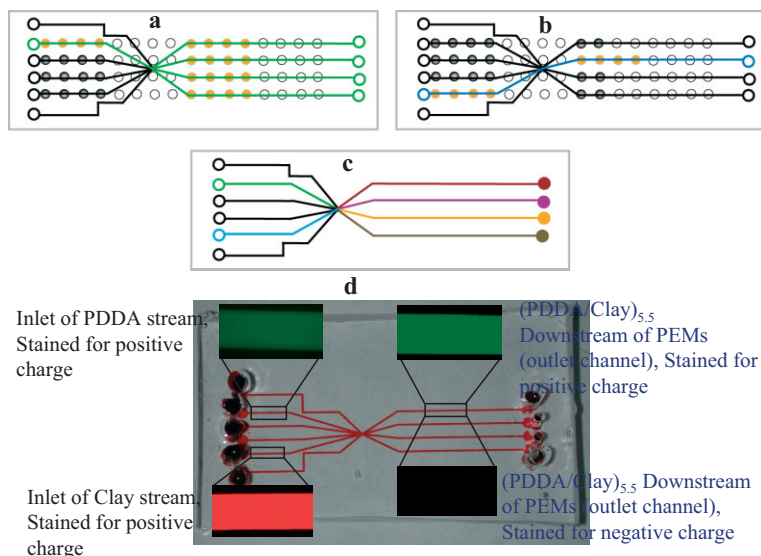 a
b
c
d
Inlet of PDDA stream,
Stained for positive
charge
(PDDA/Clay)5.5
Downstream of PEMs
(outlet channel), Stained for
positive charge
Inlet of Clay stream,
Stained for positive
charge
(PDDA/Clay)5.5 Downstream
of PEMs (outlet channel),
Stained for negative charge